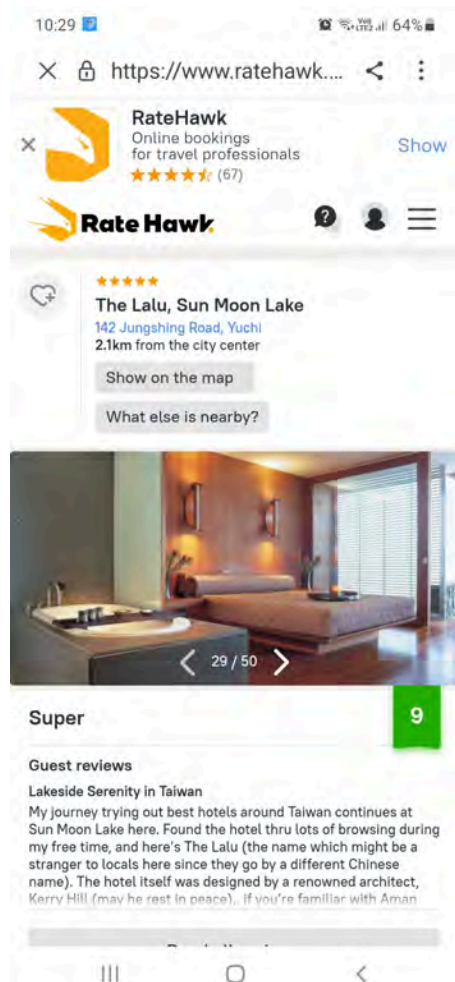 10:29
64%
https://www.ratehawk....
RateHawk
Online bookings
for travel professionals
Show
(67)
Rate Hawk.
The Lalu, Sun Moon Lake
142 Jungshing Road, Yuchi
2.1km from the city center
Show on the map
What else is nearby?
29 / 50
Super
9
Guest reviews
Lakeside Serenity in Taiwan
My journey trying out best hotels around Taiwan continues at
Sun Moon Lake here. Found the hotel thru lots of browsing during
my free time, and here's The Lalu (the name which might be a
stranger to locals here since they go by a different Chinese
name). The hotel itself was designed by a renowned architect,
Kerry Hill (may he rest in peace).. If you're familiar with Aman